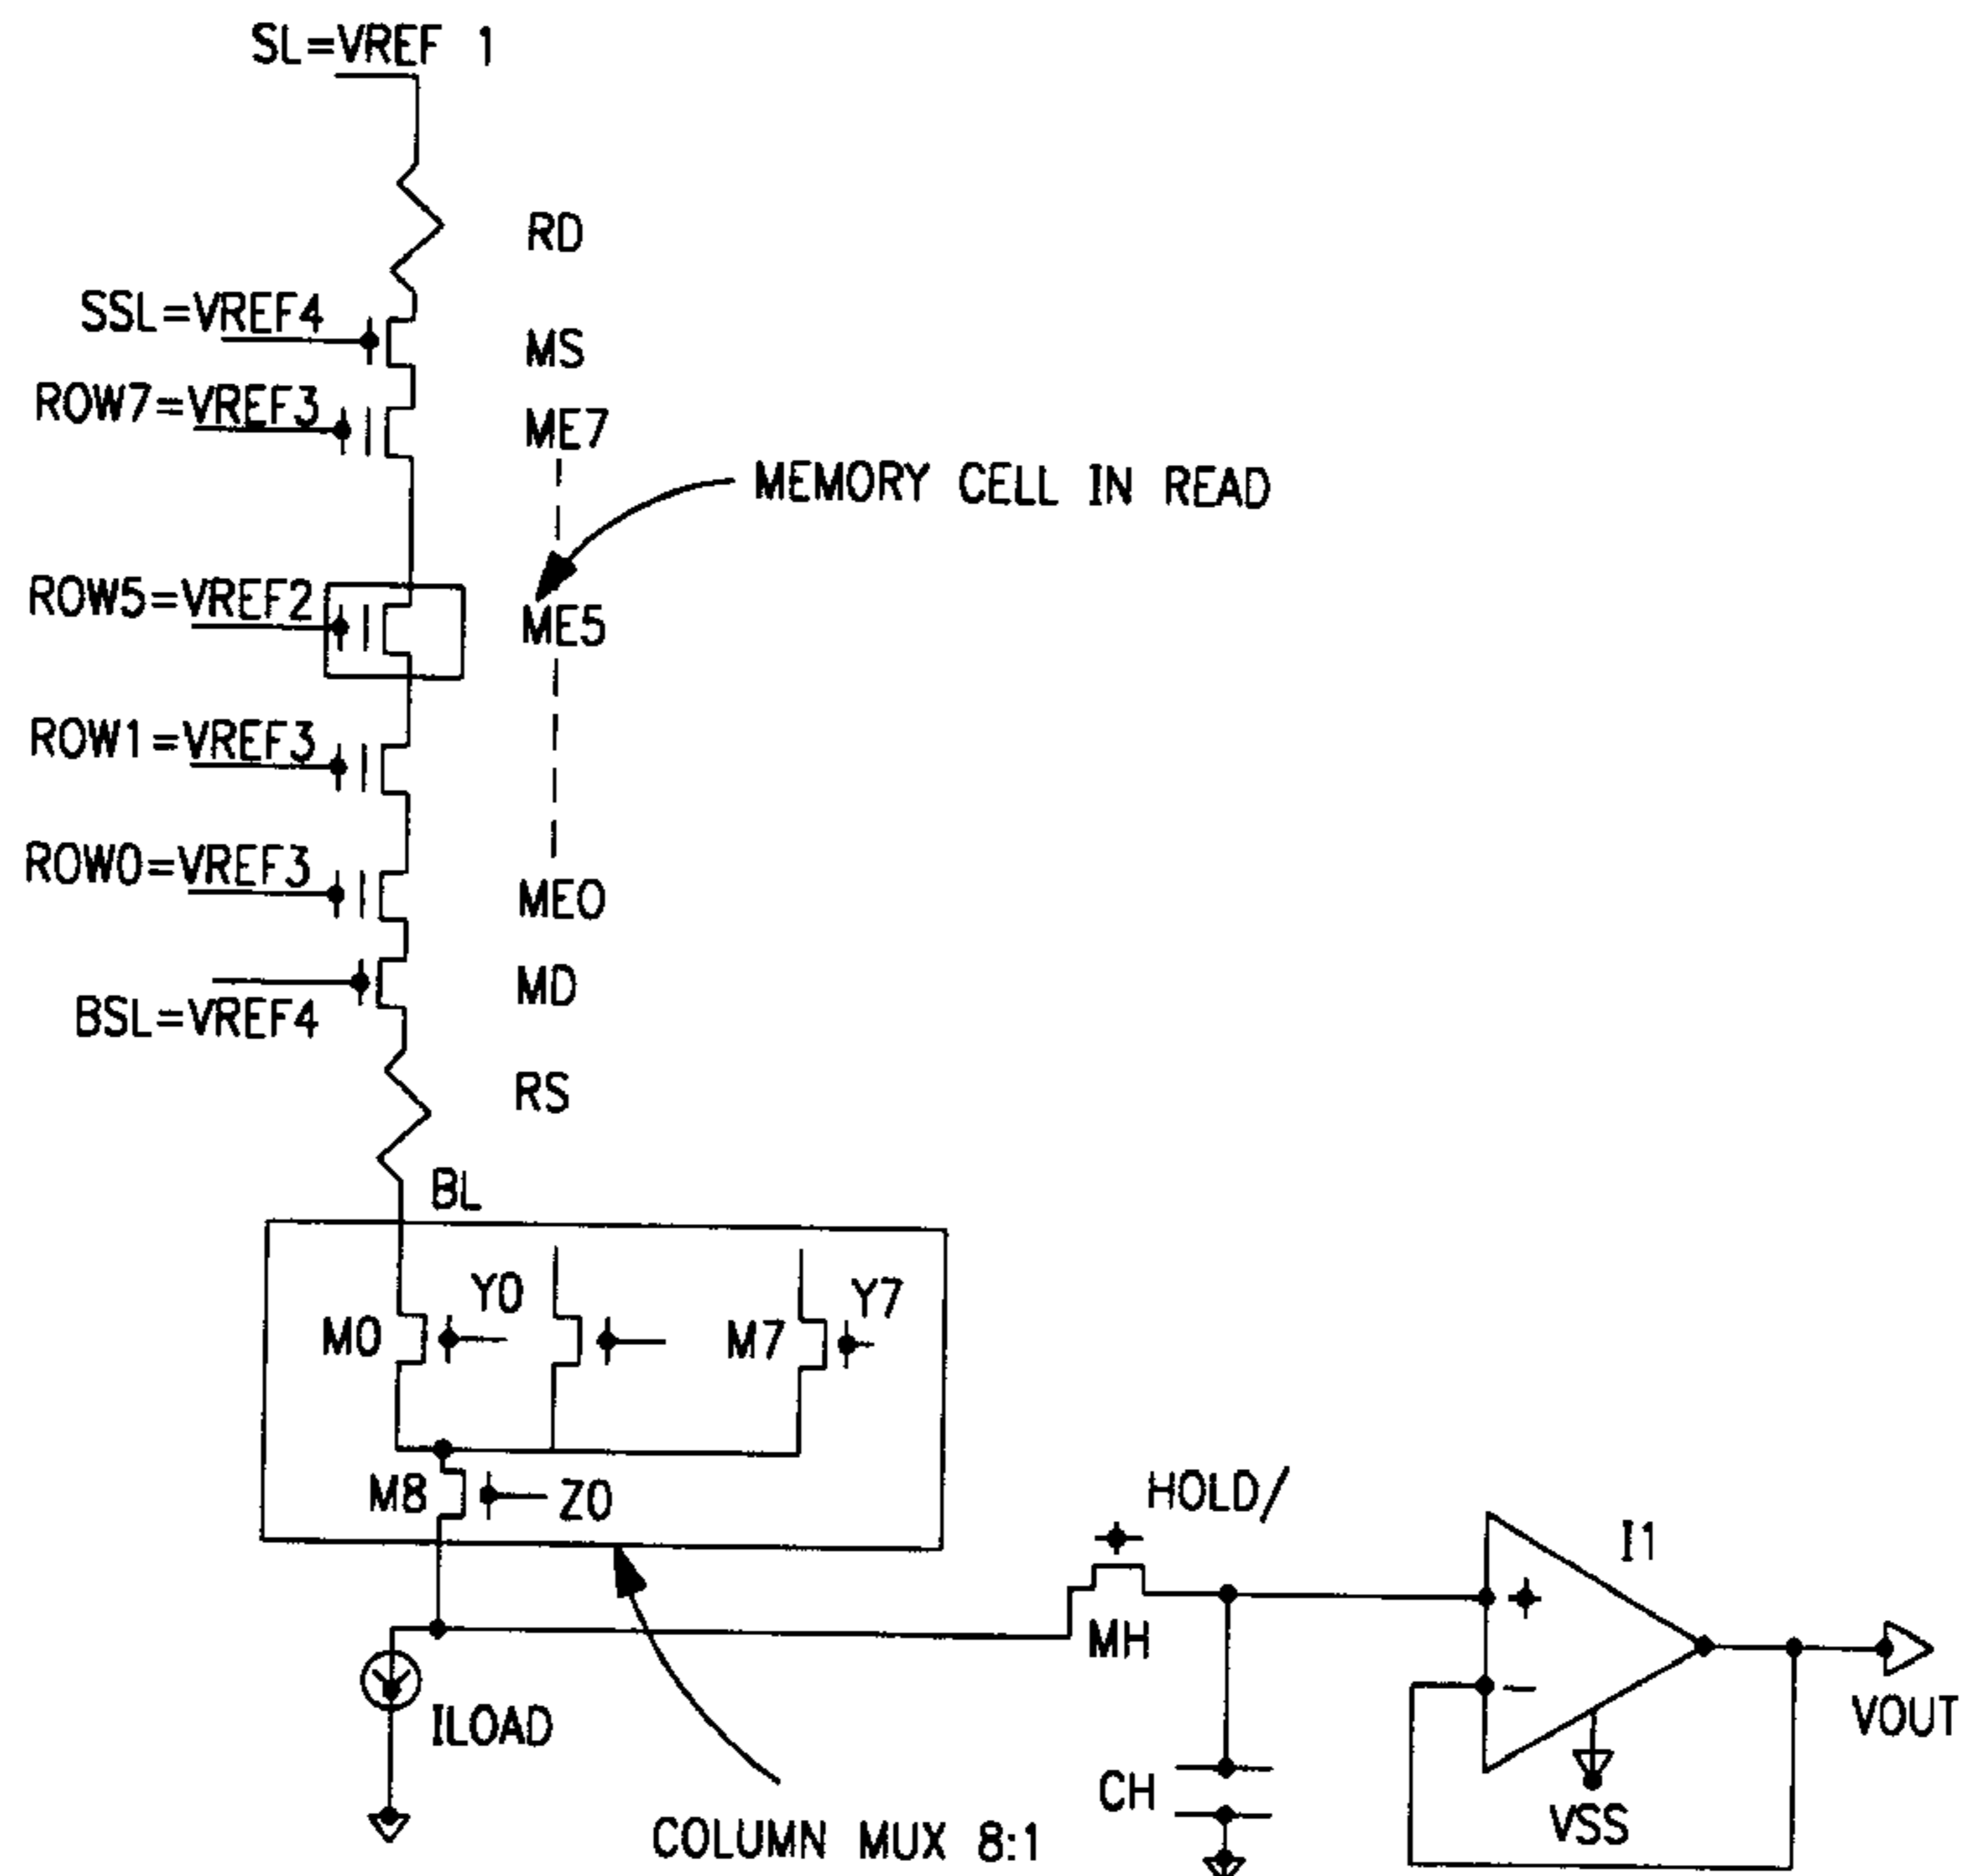 SL=VREF 1
RD
SSL=VREF4
MS
ROW7=VREF3
ME7
MEMORY CELL IN READ
ROW5=VREF2
ME5
ROW1=VREF3
ROW0=VREF3
ME0
MD
BSL=VREF4
RS
BL
Y0
Y7
M0
M7
M8
Z0
HOLD/
I1
+
MH
-
ILOAD
VOUT
CH
VSS
COLUMN MUX 8:1